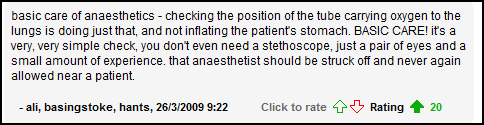 basic care of anaesthetics - checking the position of the tube carrying oxygen to the
lungs is doing just that, and not inflating the patient's stomach. BASIC CARE! it's a
very, very simple check, you don't even need a stethoscope, just a pair of eyes and a
small amount of experience. that anaesthetist should be struck off and never again
allowed near a patient.
- ali, basingstoke, hants, 26/3/2009 9:22 Click to rate Rating 20